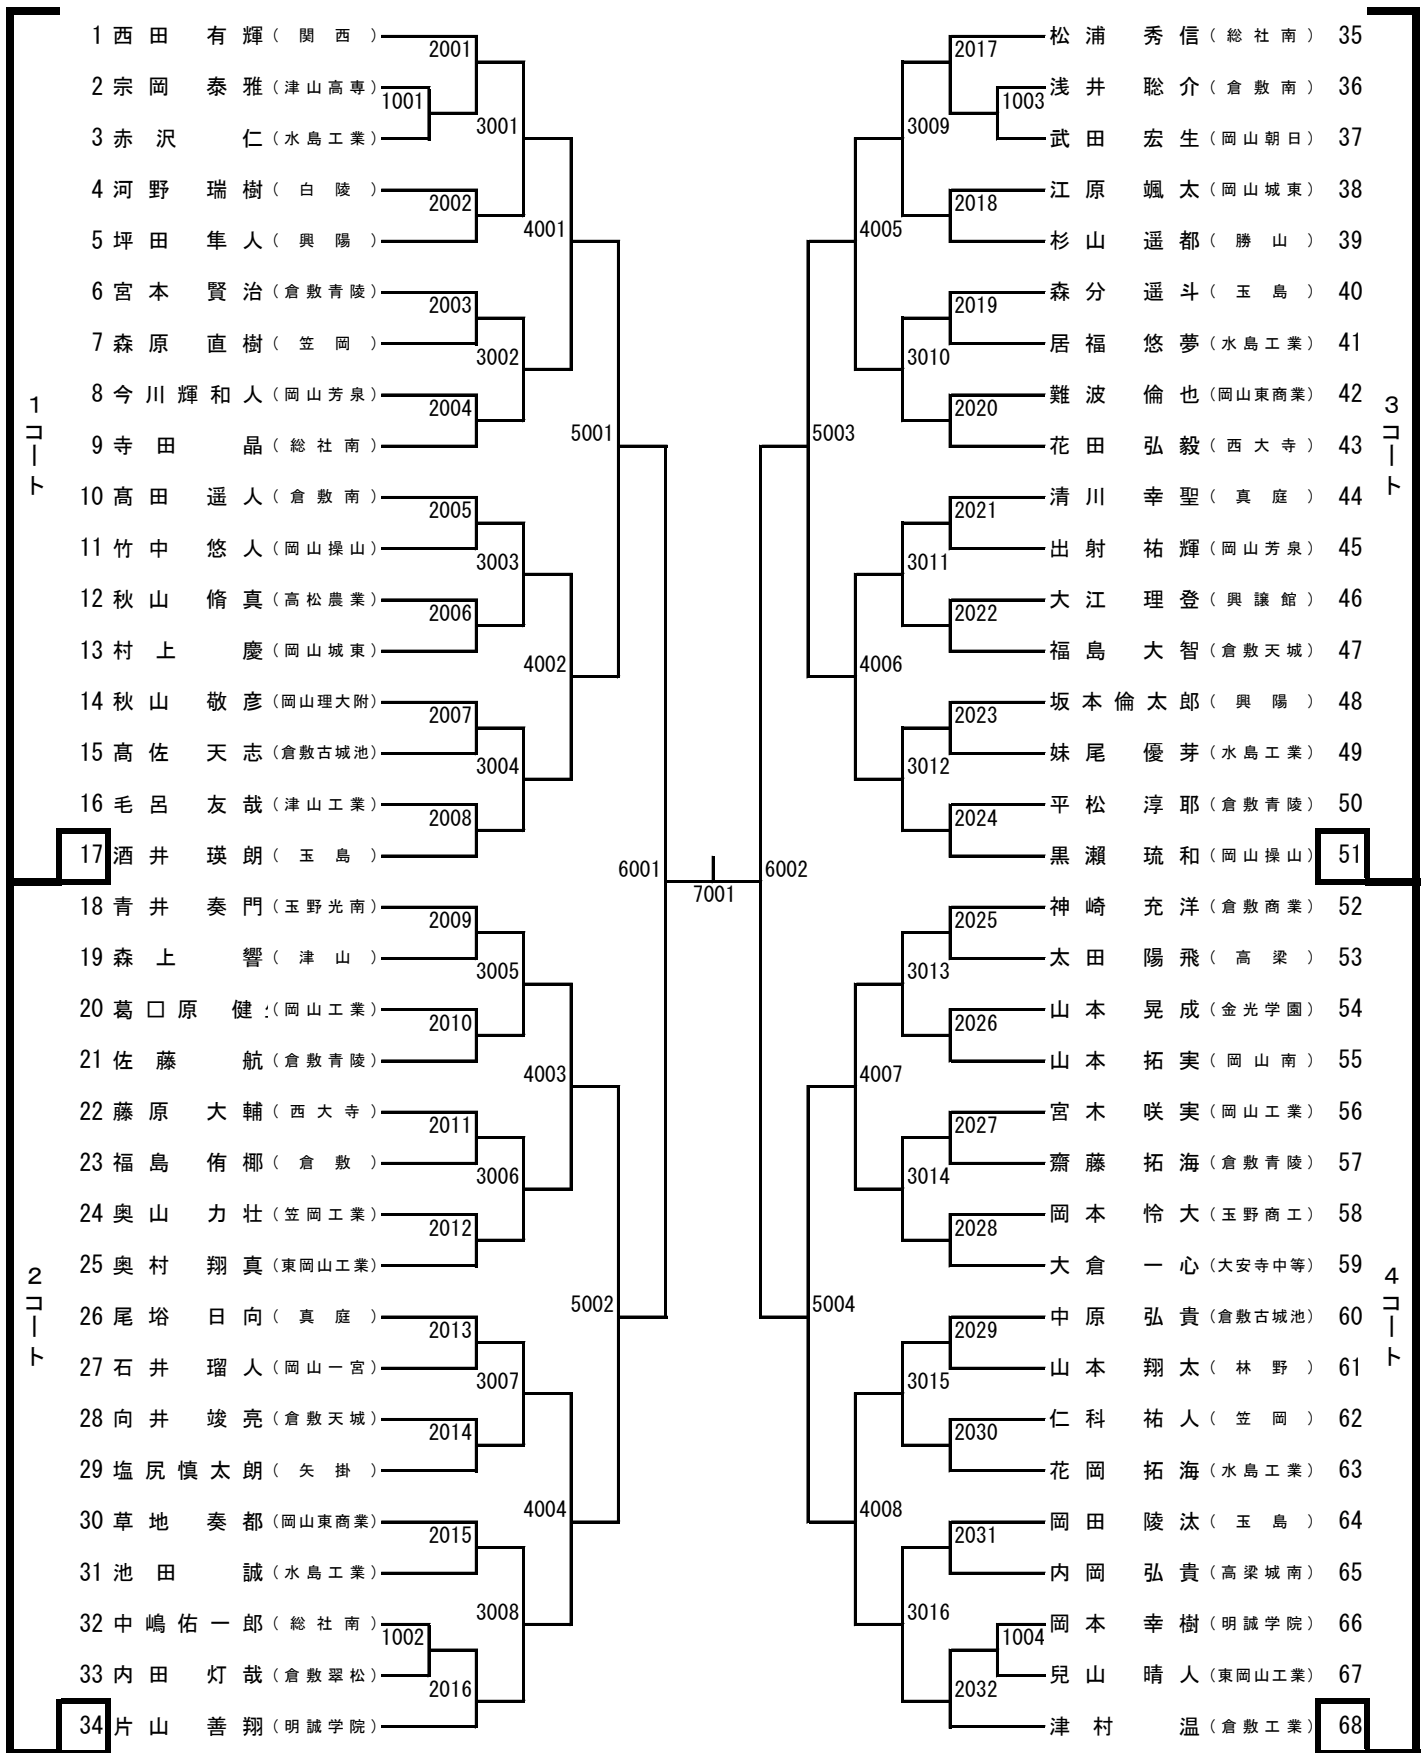 1コート
1 西田 有輝 (関西)
2 宗岡 泰雅 (津山高専)
3 赤沢 仁 (水島工業)
4 河野 瑞樹 (白陵)
5 坪田 隼人 (興陽)
6 宮本 賢治 (倉敷青陵)
7 森原 直樹 (笠岡)
8 今川輝和人 (岡山芳泉)
9 寺田 晶 (総社南)
10 髙田 遥人 (倉敷南)
11 竹中 悠人 (岡山操山)
12 秋山 脩真 (高松農業)
13 村上 慶 (岡山城東)
14 秋山 敬彦 (岡山理大附)
15 髙佐 天志 (倉敷古城池)
16 毛呂 友哉 (津山工業)
17 酒井 瑛朗 (玉島)
2コート
18 青井 奏門 (玉野光南)
19 森上 響 (津山)
20 葛口原 健 (岡山工業)
21 佐藤 航 (倉敷青陵)
22 藤原 大輔 (西大寺)
23 福島 侑椰 (倉敷)
24 奥山 力壮 (笠岡工業)
25 奥村 翔真 (東岡山工業)
26 尾𡌛 日向 (真庭)
27 石井 瑠人 (岡山一宮)
28 向井 竣亮 (倉敷天城)
29 塩尻慎太朗 (矢掛)
30 草地 奏都 (岡山東商業)
31 池田 誠 (水島工業)
32 中嶋佑一郎 (総社南)
33 内田 灯哉 (倉敷翠松)
34 片山 善翔 (明誠学院)
1001
1002
2001
2002
2003
2004
2005
2006
2007
2008
2009
2010
2011
2012
2013
2014
2015
2016
3001
3002
3003
3004
3005
3006
3007
3008
4001
4002
4003
4004
5001
5002
6001
7001
6002
5003
5004
4005
4006
4007
4008
3009
3010
3011
3012
3013
3014
3015
3016
2017
2018
2019
2020
2021
2022
2023
2024
2025
2026
2027
2028
2029
2030
2031
2032
1003
1004
3コート
松浦 秀信 (総社南) 35
浅井 聡介 (倉敷南) 36
武田 宏生 (岡山朝日) 37
江原 颯太 (岡山城東) 38
杉山 遥都 (勝山) 39
森分 遥斗 (玉島) 40
居福 悠夢 (水島工業) 41
難波 倫也 (岡山東商業) 42
花田 弘毅 (西大寺) 43
清川 幸聖 (真庭) 44
出射 祐輝 (岡山芳泉) 45
大江 理登 (興譲館) 46
福島 大智 (倉敷天城) 47
坂本倫太郎 (興陽) 48
妹尾 優芽 (水島工業) 49
平松 淳耶 (倉敷青陵) 50
黒瀬 琉和 (岡山操山) 51
4コート
神崎 充洋 (倉敷商業) 52
太田 陽飛 (高梁) 53
山本 晃成 (金光学園) 54
山本 拓実 (岡山南) 55
宮木 咲実 (岡山工業) 56
齋藤 拓海 (倉敷青陵) 57
岡本 怜大 (玉野商工) 58
大倉 一心 (大安寺中等) 59
中原 弘貴 (倉敷古城池) 60
山本 翔太 (林野) 61
仁科 祐人 (笠岡) 62
花岡 拓海 (水島工業) 63
岡田 陵汰 (玉島) 64
内岡 弘貴 (高梁城南) 65
岡本 幸樹 (明誠学院) 66
兒山 晴人 (東岡山工業) 67
津村 温 (倉敷工業) 68